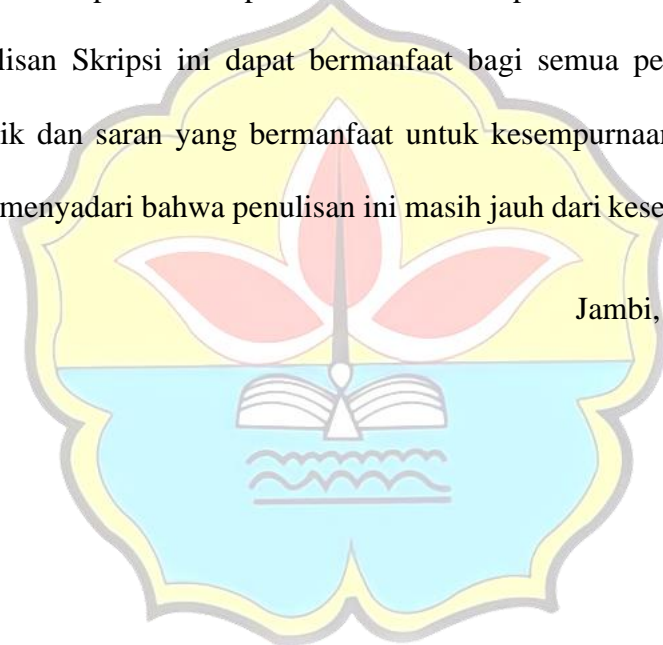 lisan Skripsi ini dapat bermanfaat bagi semua pe
ik dan saran yang bermanfaat untuk kesempurnaan
menyadari bahwa penulisan ini masih jauh dari kese
Jambi,